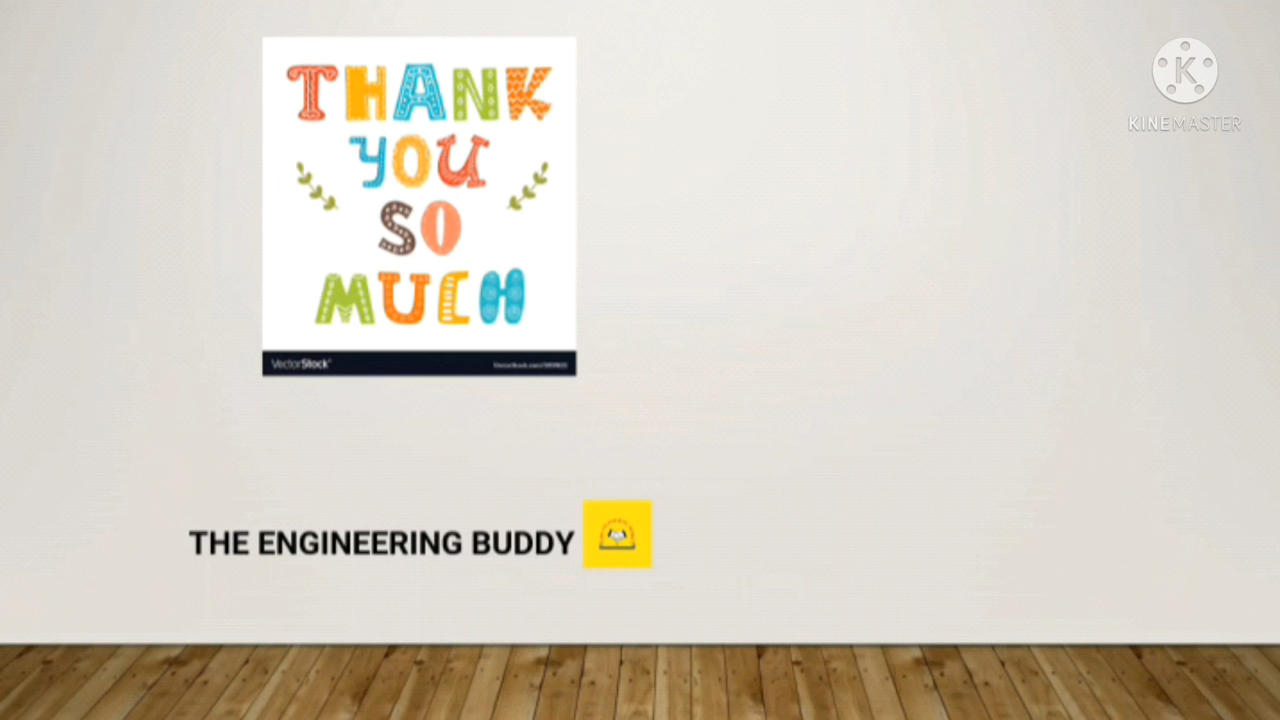 THANK
YOU
SO
MUCH
VectorStock®
THE ENGINEERING BUDDY
KINEMASTER